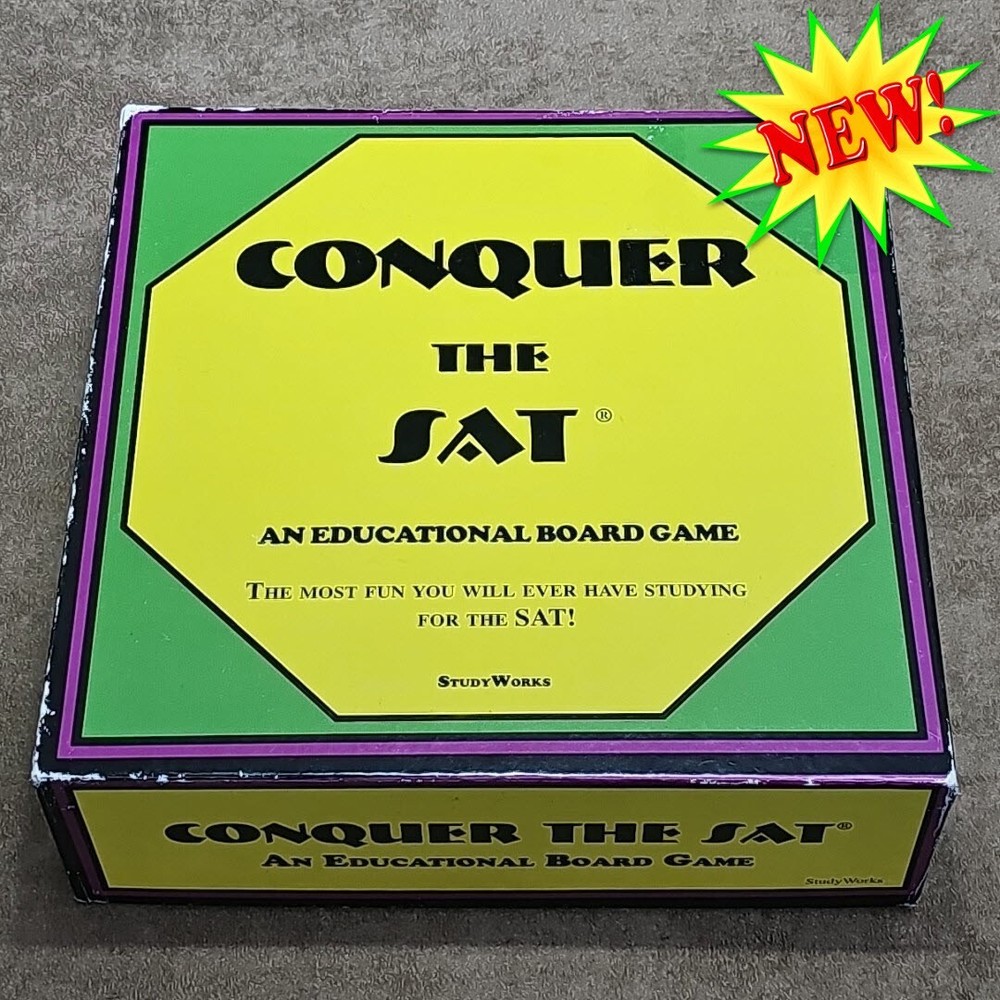 NEW!
CONQUER
THE
SAT®
AN EDUCATIONAL BOARD GAME
THE MOST FUN YOU WILL EVER HAVE STUDYING
FOR THE SAT!
STUDYWORKS
CONQUER THE SAT®
AN EDUCATIONAL BOARD GAME
StudyWorks